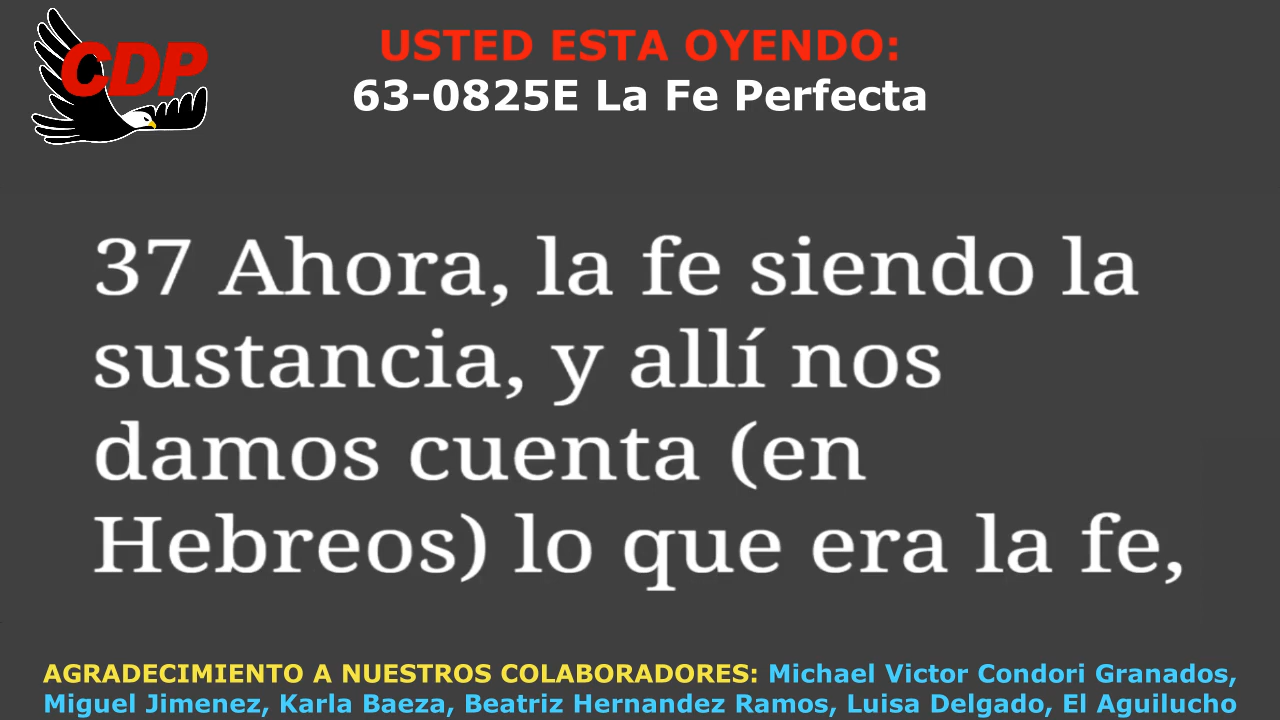 CDP
USTED ESTA OYENDO:
63-0825E La Fe Perfecta
37 Ahora, la fe siendo la
sustancia, y allí nos
damos cuenta (en
Hebreos) lo que era la fe,
AGRADECIMIENTO A NUESTROS COLABORADORES: Michael Victor Condori Granados,
Miguel Jimenez, Karla Baeza, Beatriz Hernandez Ramos, Luisa Delgado, El Aguilucho